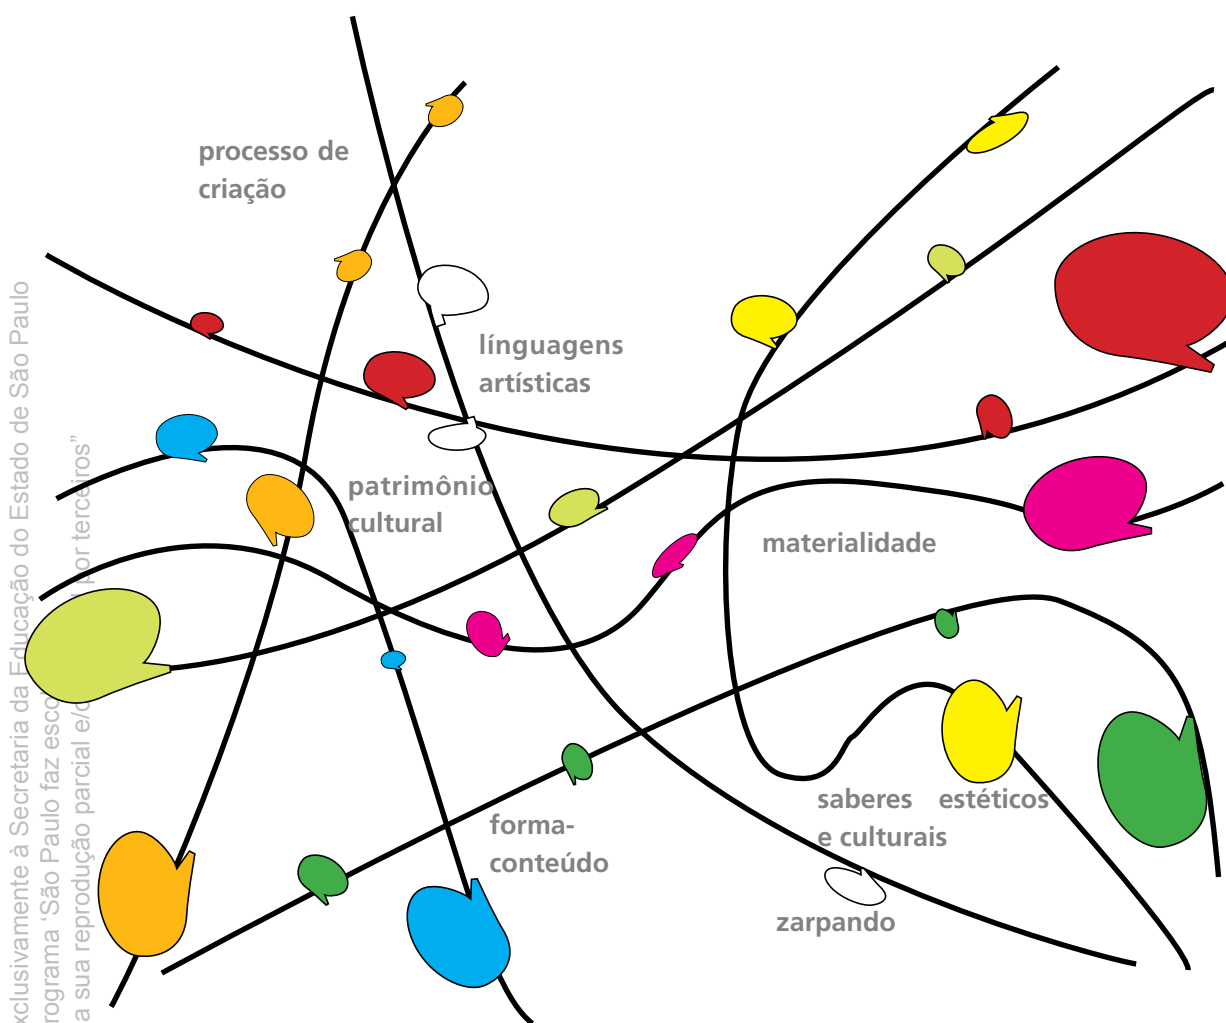 processo de
criação
línguagens
artísticas
patrimônio
cultural
materialidade
saberes estéticos
e culturais
forma-
conteúdo
zarpando
xclusivamente à Secretaria da Educação do Estado de São Paulo
rograma ‘São Paulo faz esco
a sua reprodução parcial e/o por terceiros”